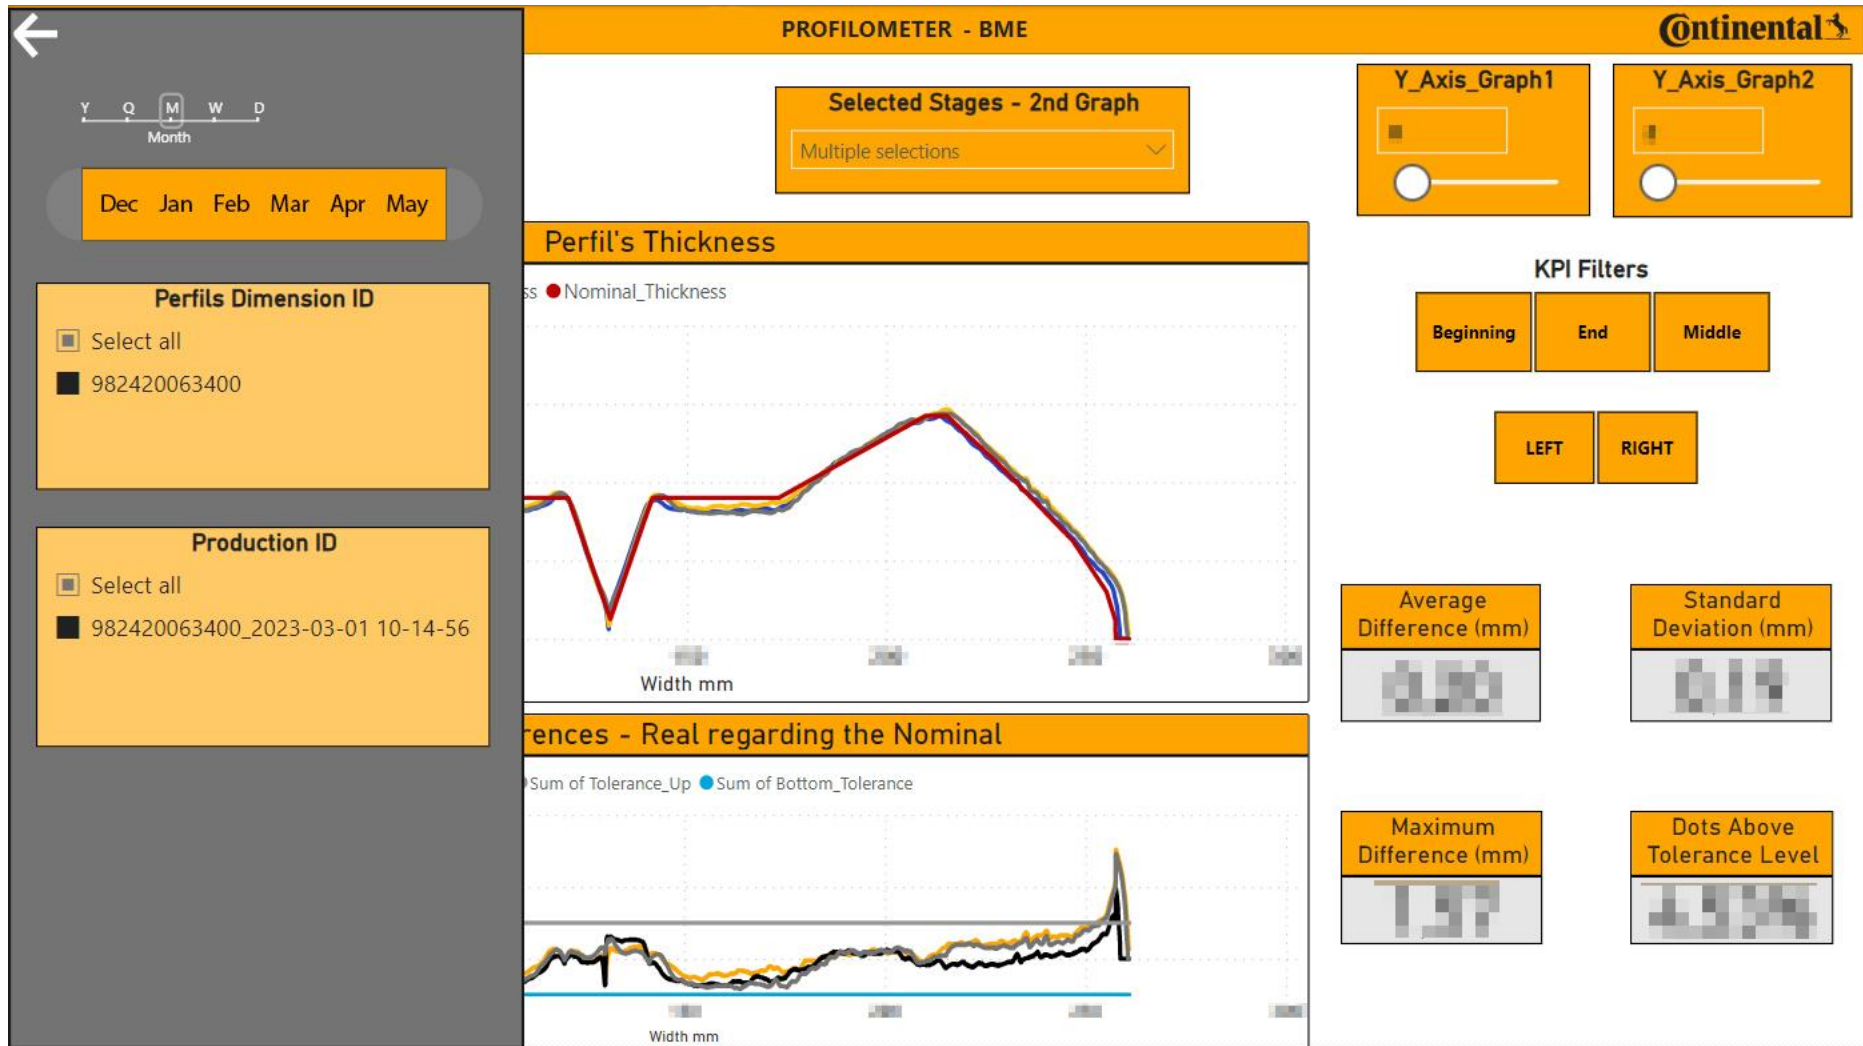 PROFILOMETER - BME
Continental
Y Q M W D
Month
Dec Jan Feb Mar Apr May
Perfils Dimension ID
Select all
982420063400
Production ID
Select all
982420063400_2023-03-01 10-14-56
Selected Stages - 2nd Graph
Multiple selections
Y_Axis_Graph1
Y_Axis_Graph2
Perfil's Thickness
ss Nominal_Thickness
Width mm
rences - Real regarding the Nominal
Sum of Tolerance_Up Sum of Bottom_Tolerance
Width mm
KPI Filters
Beginning End Middle
LEFT RIGHT
Average
Difference (mm)
Standard
Deviation (mm)
Maximum
Difference (mm)
Dots Above
Tolerance Level